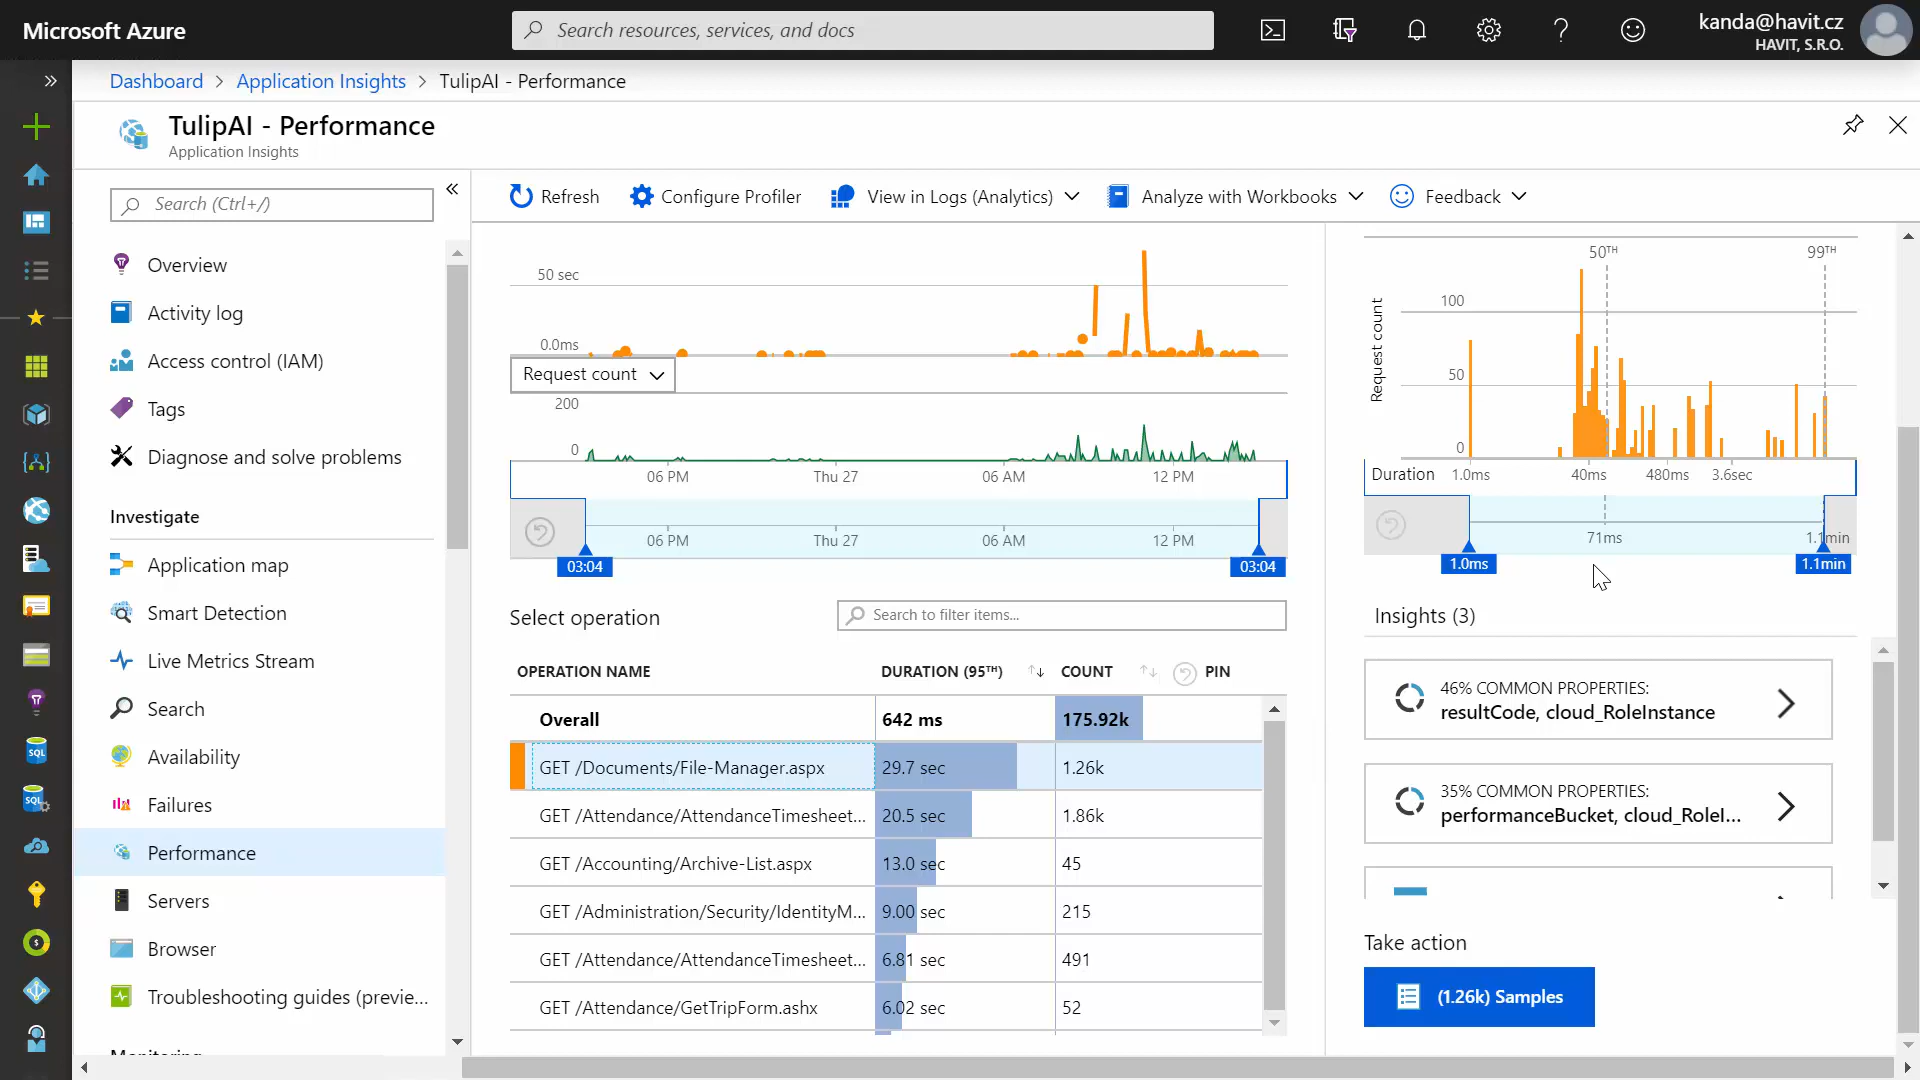 Microsoft Azure
Search resources, services, and docs
kanda@havit.cz
HAVIT, S.R.O.
Dashboard > Application Insights > TulipAI - Performance
TulipAI - Performance
Application Insights
Search (Ctrl+/)
Overview
Activity log
Access control (IAM)
Tags
Diagnose and solve problems
Investigate
Application map
Smart Detection
Live Metrics Stream
Search
Availability
Failures
Performance
Servers
Browser
Troubleshooting guides (previe...
Monitoring
Refresh
Configure Profiler
View in Logs (Analytics)
Analyze with Workbooks
Feedback
50 sec
0.0ms
Request count
200
0
06 PM Thu 27 06 AM 12 PM
06 PM Thu 27 06 AM 12 PM
03:04 03:04
Select operation
Search to filter items...
OPERATION NAME DURATION (95TH) COUNT PIN
Overall 642 ms 175.92k
GET /Documents/File-Manager.aspx 29.7 sec 1.26k
GET /Attendance/AttendanceTimesheet... 20.5 sec 1.86k
GET /Accounting/Archive-List.aspx 13.0 sec 45
GET /Administration/Security/IdentityM... 9.00 sec 215
GET /Attendance/AttendanceTimesheet... 6.81 sec 491
GET /Attendance/GetTripForm.ashx 6.02 sec 52
50TH 99TH
Request count
100
50
0
Duration 1.0ms 40ms 480ms 3.6sec
71ms 1.1min
1.0ms 1.1min
Insights (3)
46% COMMON PROPERTIES:
resultCode, cloud_RoleInstance
35% COMMON PROPERTIES:
performanceBucket, cloud_RoleI...
Take action
(1.26k) Samples